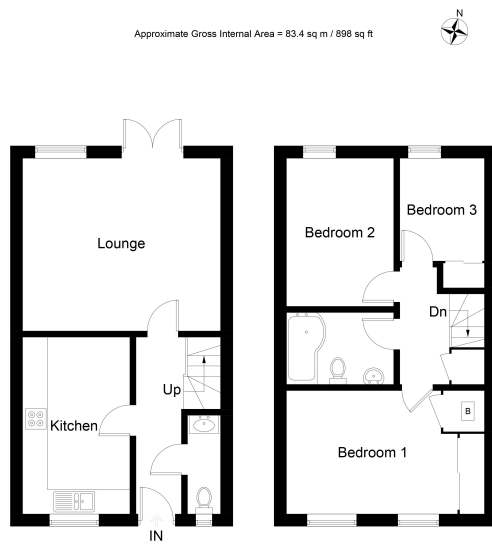 N
Approximate Gross Internal Area = 83.4 sq m / 898 sq ft
Lounge
Bedroom 2
Bedroom 3
Dn
Up
Kitchen
B
Bedroom 1
IN